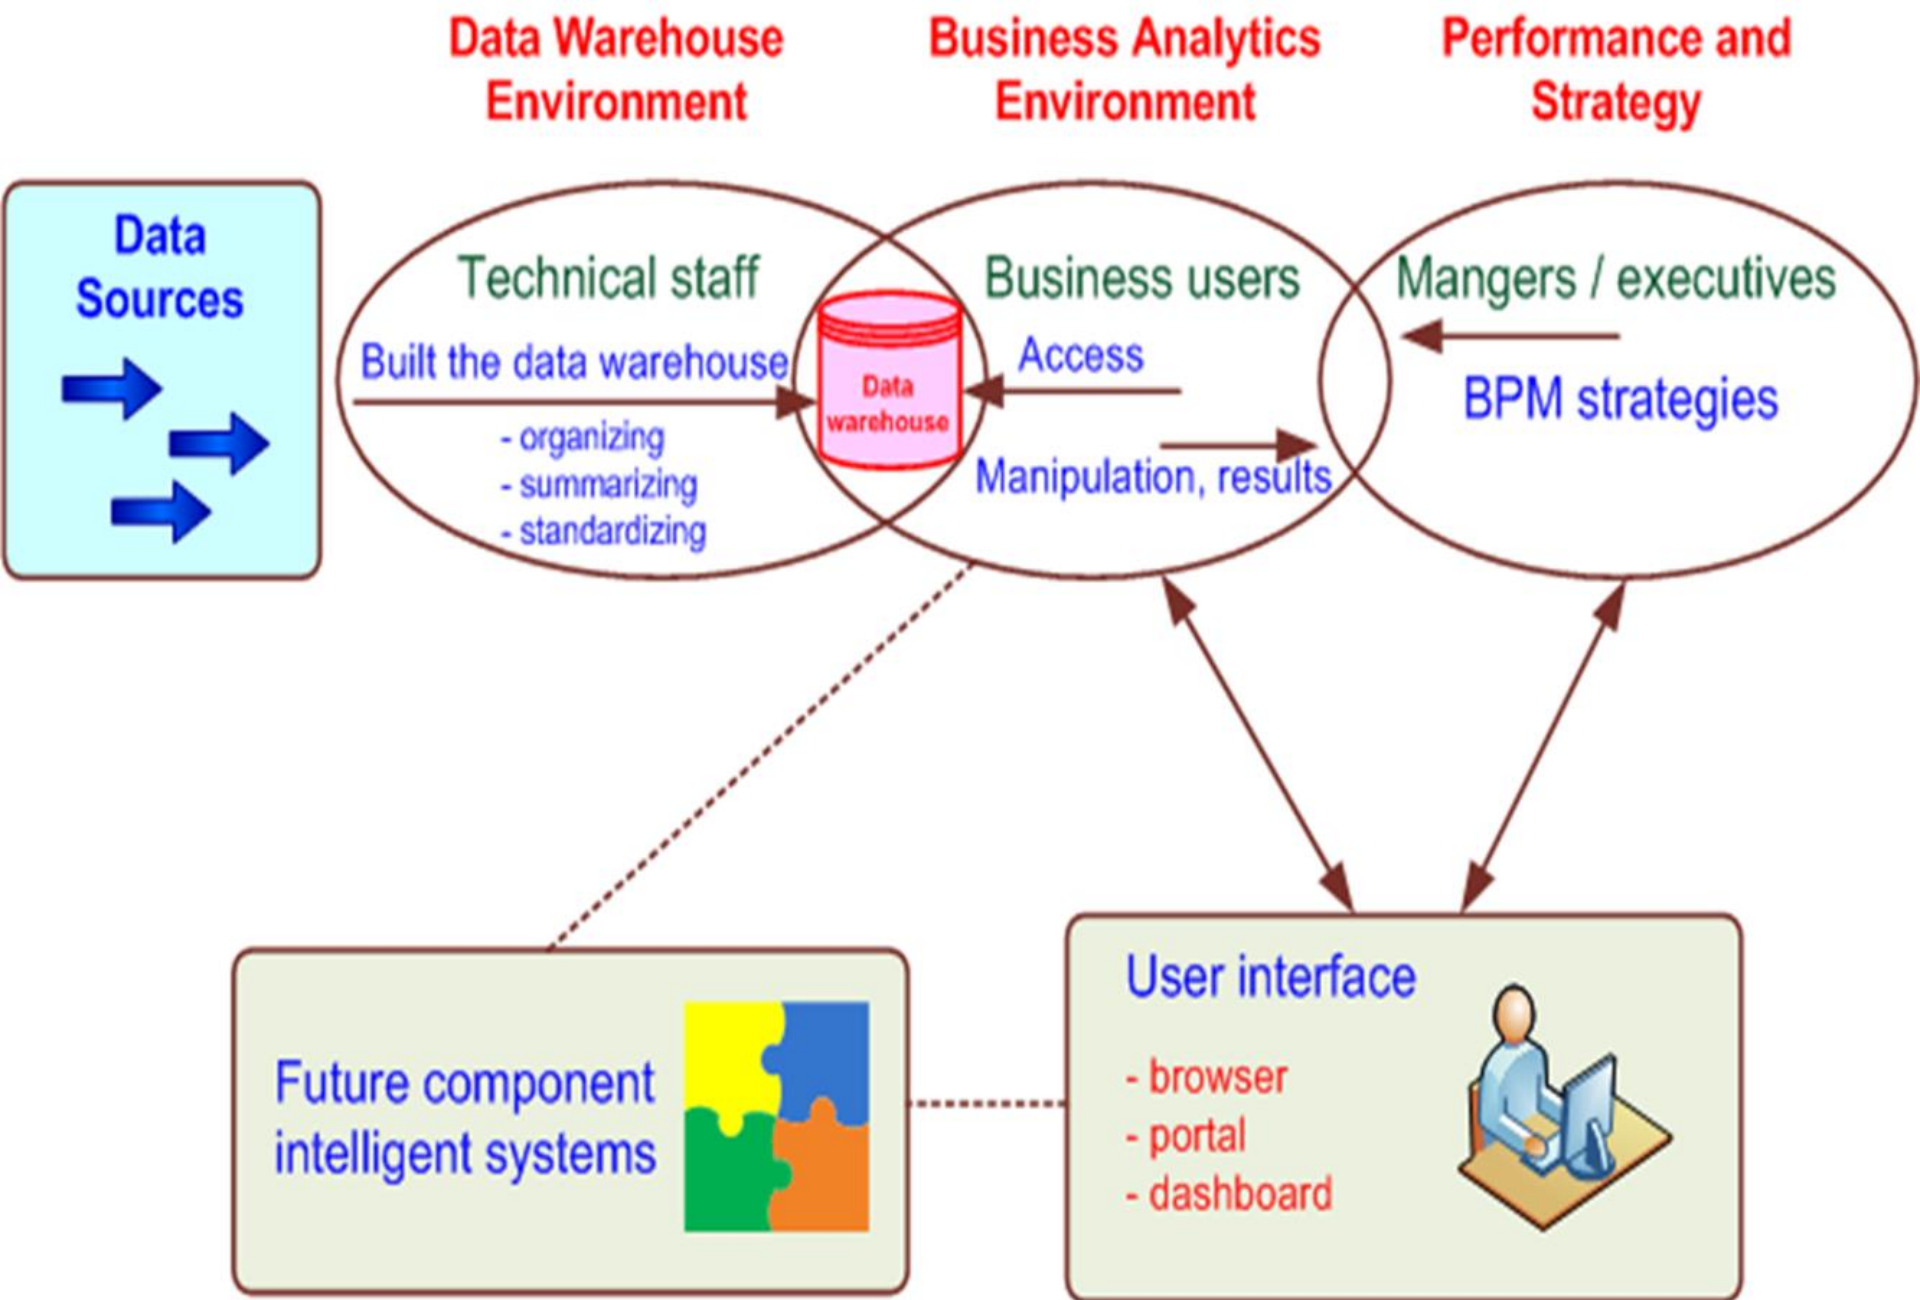 Data Warehouse
Environment
Business Analytics
Environment
Performance and
Strategy
Data
Sources
Technical staff
Built the data warehouse
- organizing
- summarizing
- standardizing
Data
warehouse
Business users
Access
Manipulation, results
Mangers / executives
BPM strategies
Future component
intelligent systems
User interface
- browser
- portal
- dashboard